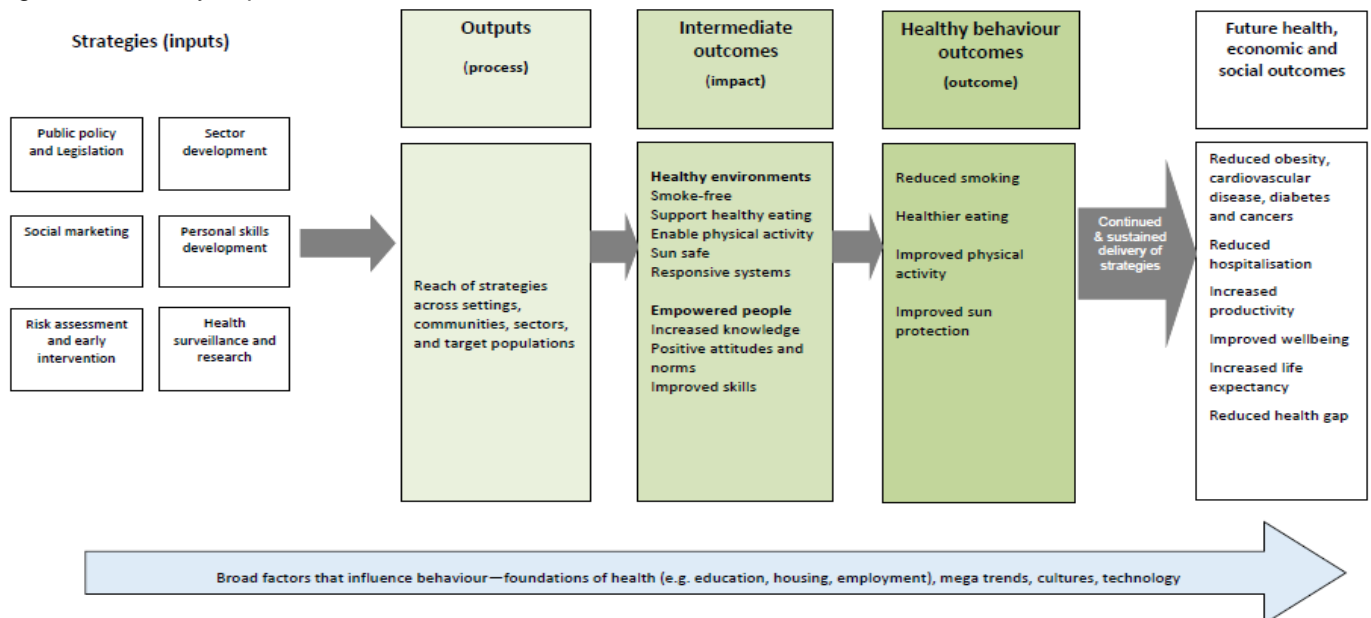 Strategies (inputs)
Public policy
and Legislation
Sector
development
Social marketing
Personal skills
development
Risk assessment
and early
intervention
Health
surveillance and
research
Outputs
(process)
Reach of strategies
across settings,
communities, sectors,
and target populations
Intermediate
outcomes
(impact)
Healthy environments
Smoke-free
Support healthy eating
Enable physical activity
Sun safe
Responsive systems
Empowered people
Increased knowledge
Positive attitudes and
norms
Improved skills
Healthy behaviour
outcomes
(outcome)
Reduced smoking
Healthier eating
Improved physical
activity
Improved sun
protection
Continued
& sustained
delivery of
strategies
Future health,
economic and
social outcomes
Reduced obesity,
cardiovascular
disease, diabetes
and cancers
Reduced
hospitalisation
Increased
productivity
Improved wellbeing
Increased life
expectancy
Reduced health gap
Broad factors that influence behaviour—foundations of health (e.g. education, housing, employment), mega trends, cultures, technology